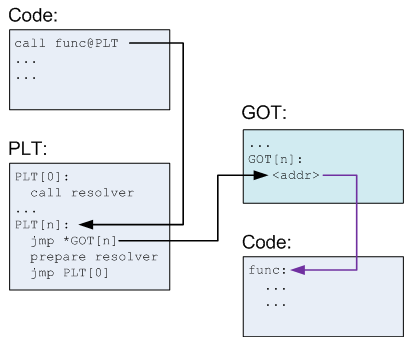 Code:
call func@PLT
...
...
PLT:
PLT[0]:
call resolver
...
PLT[n]:
jmp *GOT[n]
prepare resolver
jmp PLT[0]
GOT:
...
GOT[n]:
<addr>
Code:
func:
...
...